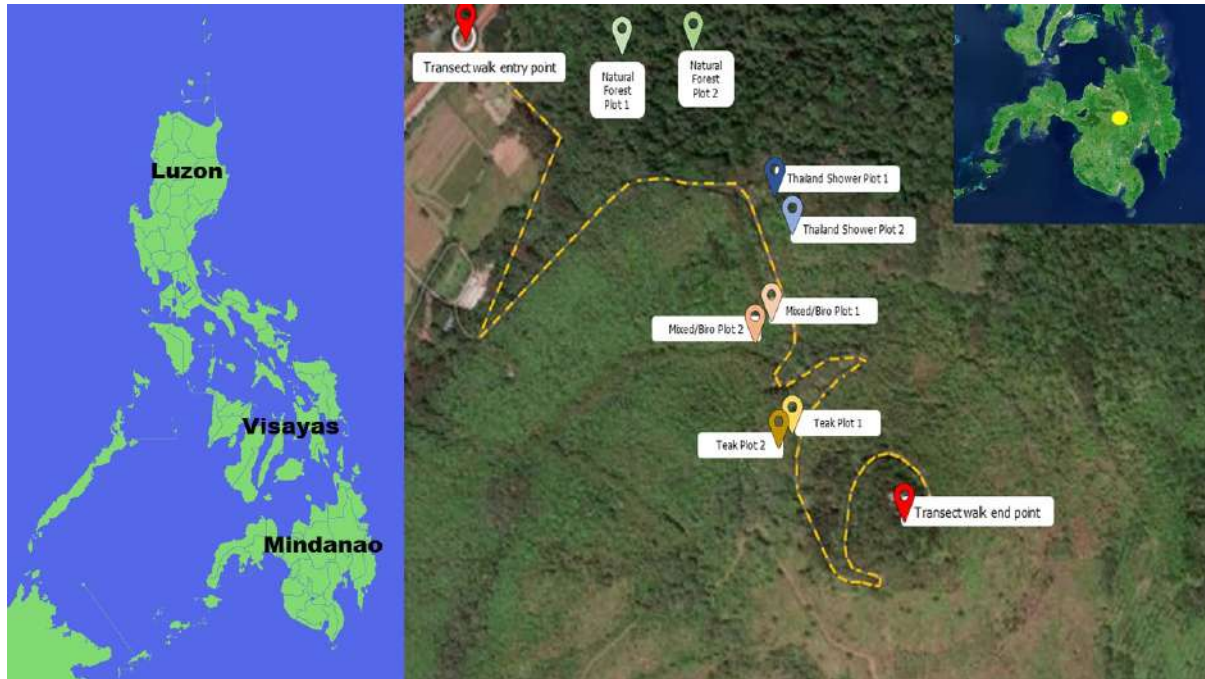 Luzon
Visayas
Mindanao
Transect walk entry point
Natural
Forest
Plot 1
Natural
Forest
Plot 2
Thailand Shower Plot 1
Thailand Shower Plot 2
Mixed/Biro Plot 1
Mixed/Biro Plot 2
Teak Plot 1
Teak Plot 2
Transect walk end point